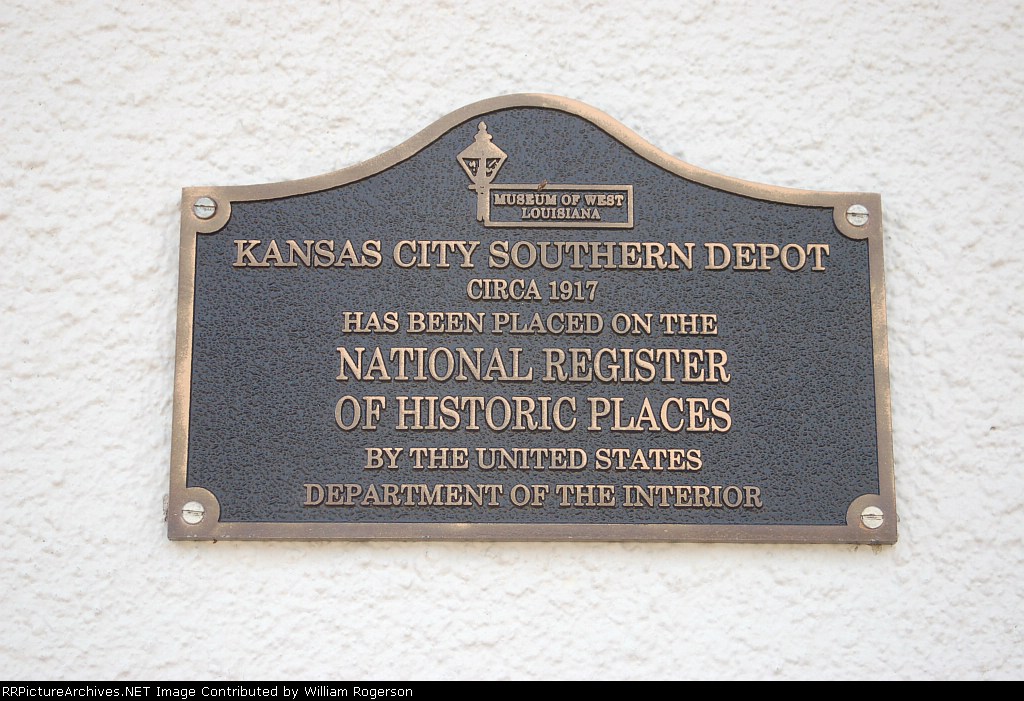 MUSEUM OF WEST
LOUISIANA
KANSAS CITY SOUTHERN DEPOT
CIRCA 1917
HAS BEEN PLACED ON THE
NATIONAL REGISTER
OF HISTORIC PLACES
BY THE UNITED STATES
DEPARTMENT OF THE INTERIOR
RailPictureArchives.NET Image Contributed by William Rogerson